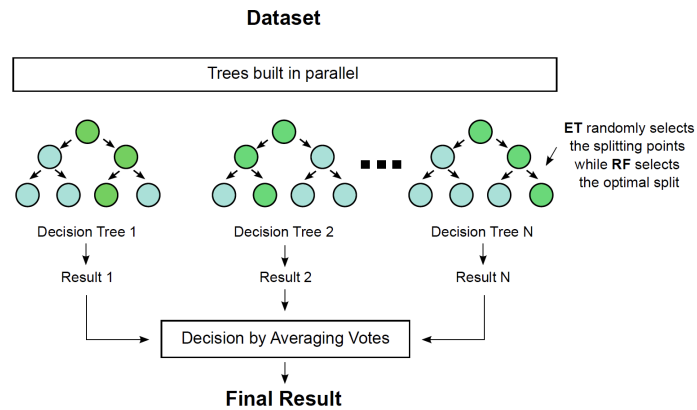 Dataset
Trees built in parallel
ET randomly selects
the splitting points
while RF selects
the optimal split
Decision Tree 1
Decision Tree 2
Decision Tree N
Result 1
Result 2
Result N
Decision by Averaging Votes
Final Result